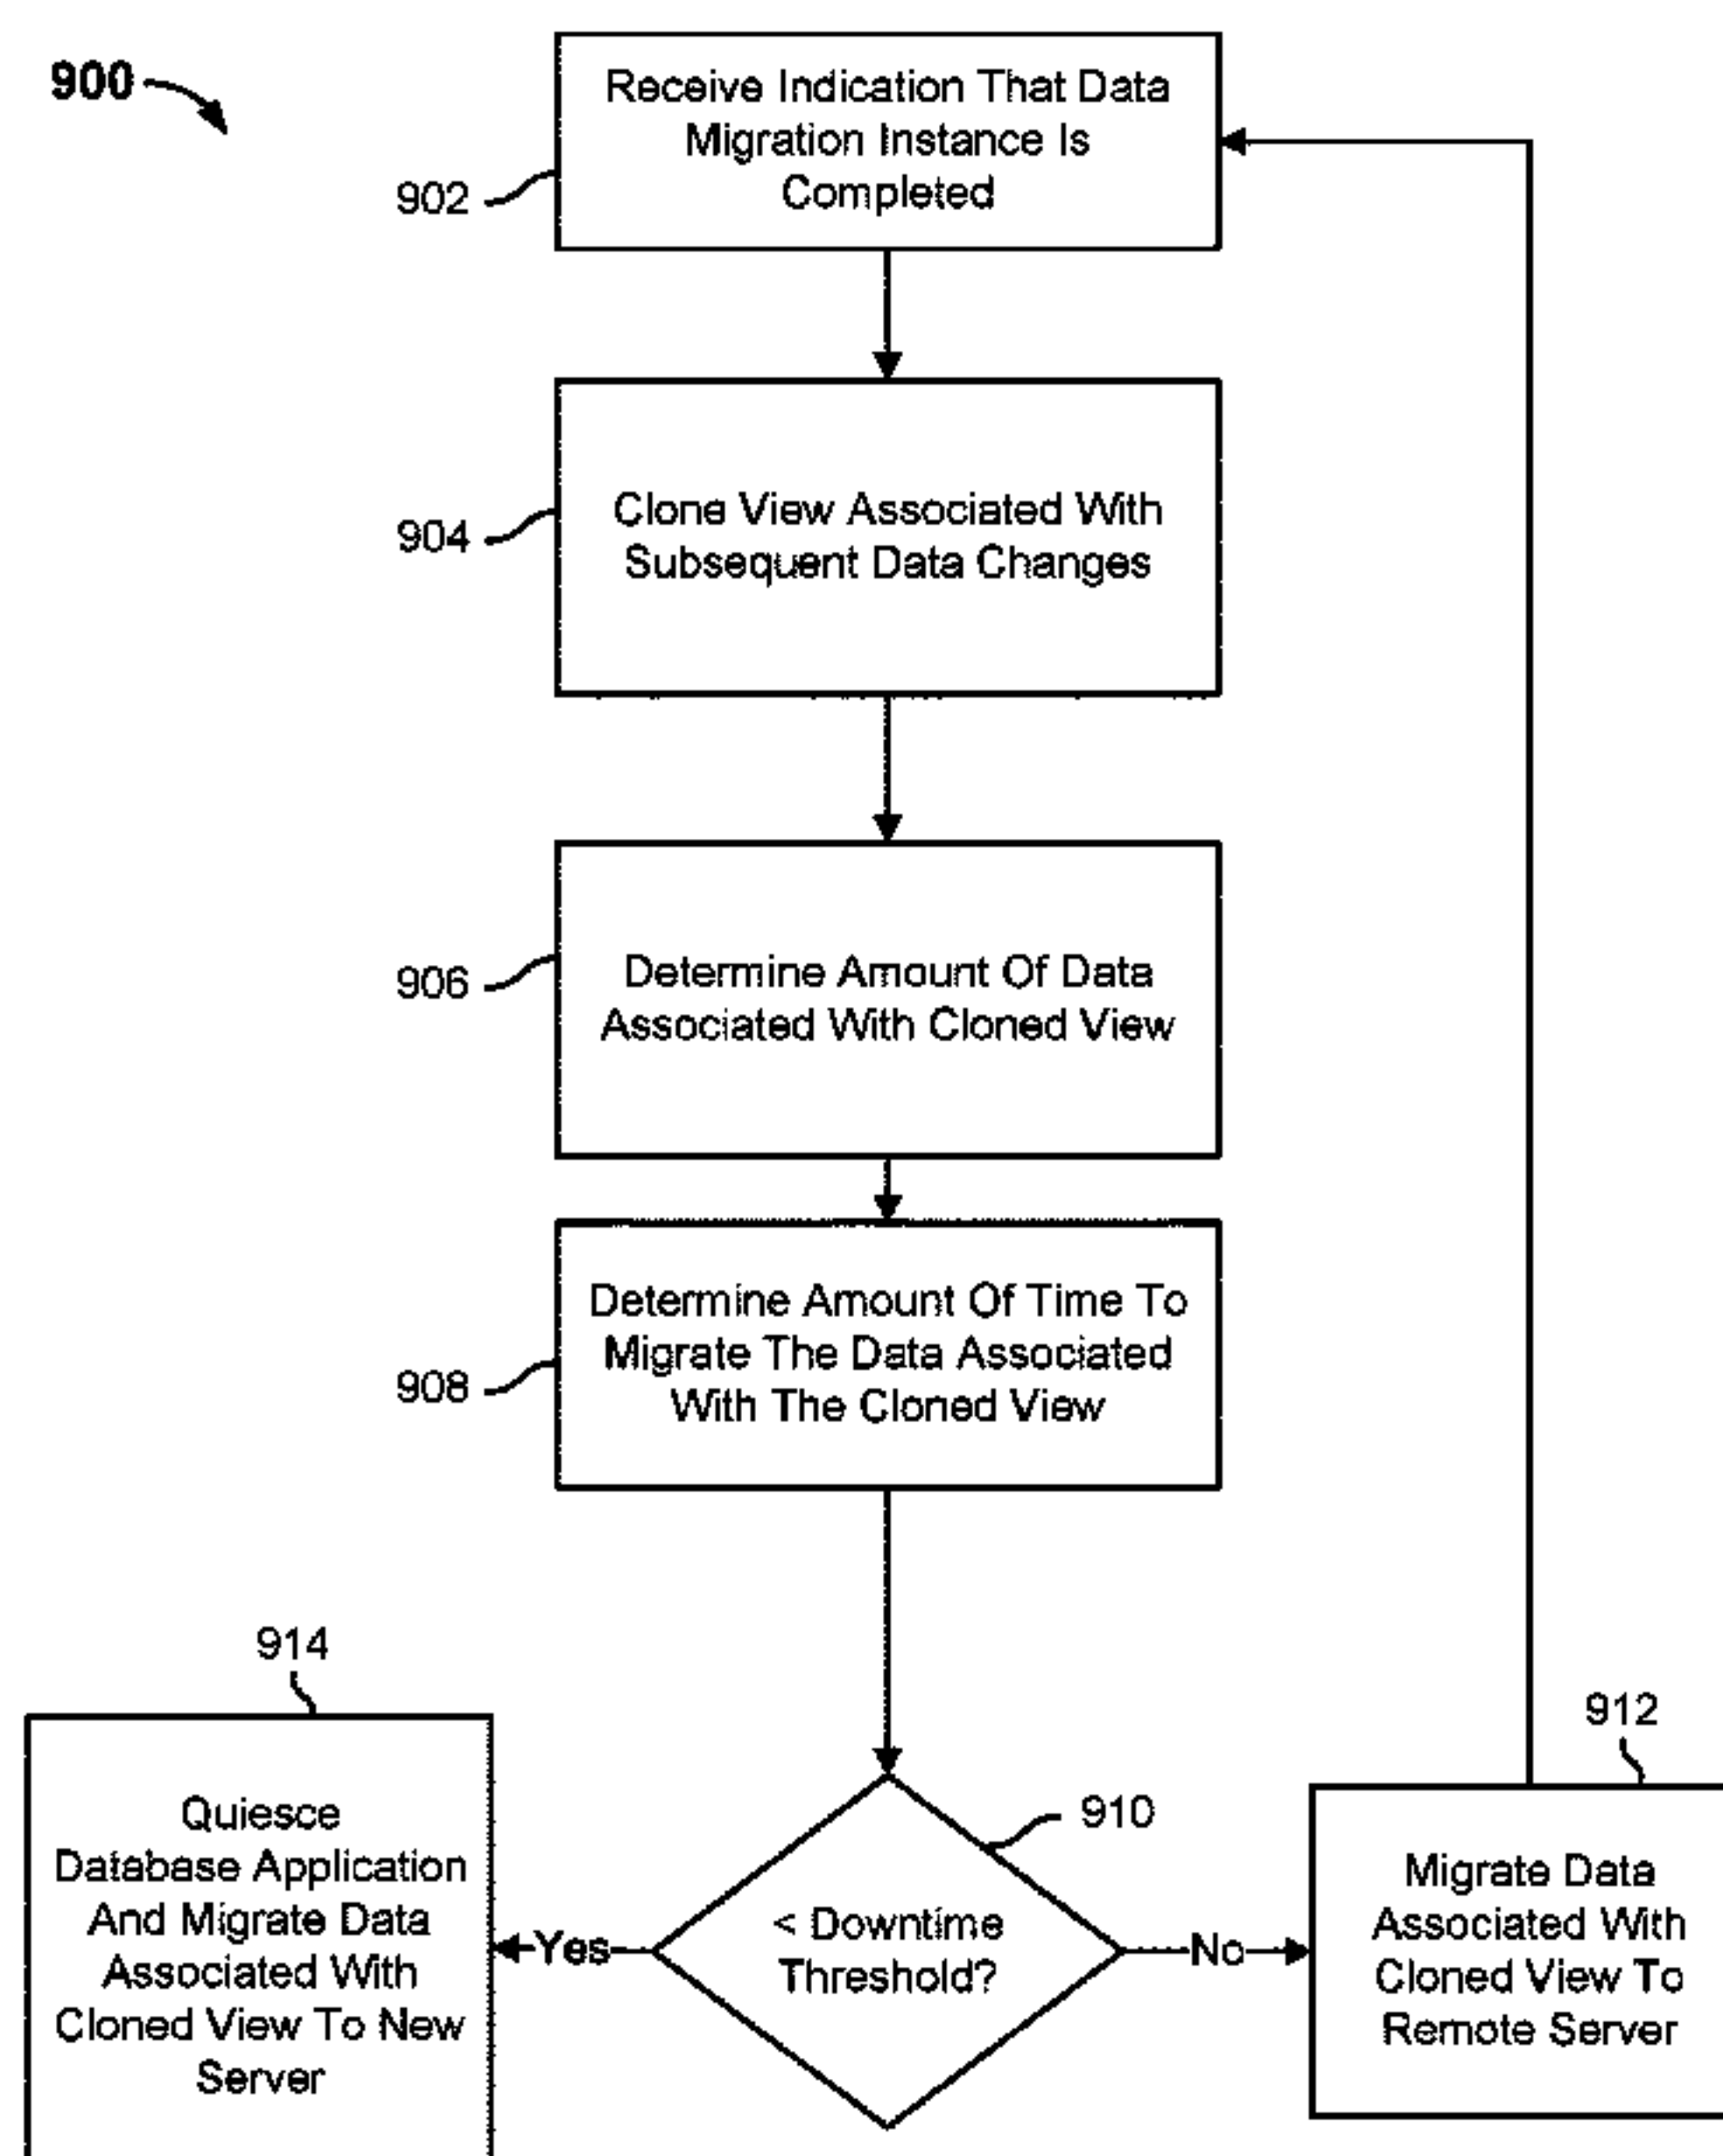 900
Receive Indication That Data
Migration Instance Is
Completed
902
Clone View Associated With
Subsequent Data Changes
904
Determine Amount Of Data
Associated With Cloned View
906
Determine Amount Of Time To
Migrate The Data Associated
With The Cloned View
908
914
Quiesce
Database Application
And Migrate Data
Associated With
Cloned View To New
Server
Yes
< Downtime
Threshold?
910
No
912
Migrate Data
Associated With
Cloned View To
Remote Server